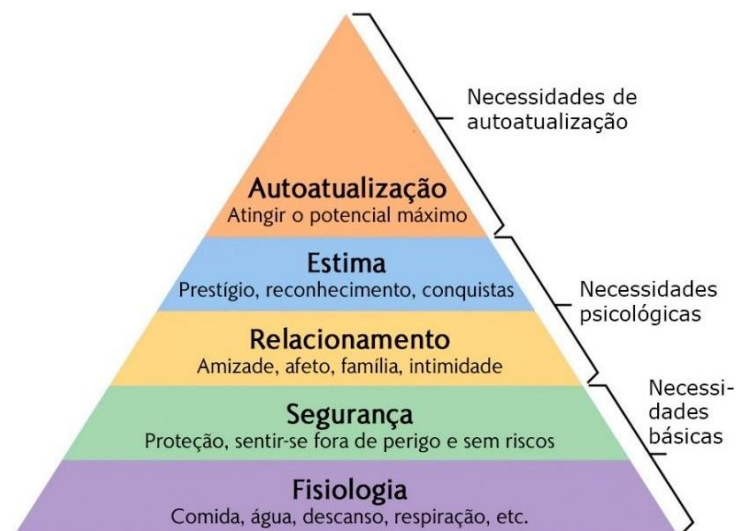 Necessidades de
autoatualização
Autoatualização
Atingir o potencial máximo
Estima
Prestígio, reconhecimento, conquistas
Necessidades
psicológicas
Relacionamento
Amizade, afeto, família, intimidade
Necessi-
dades
básicas
Segurança
Proteção, sentir-se fora de perigo e sem riscos
Fisiologia
Comida, água, descanso, respiração, etc.